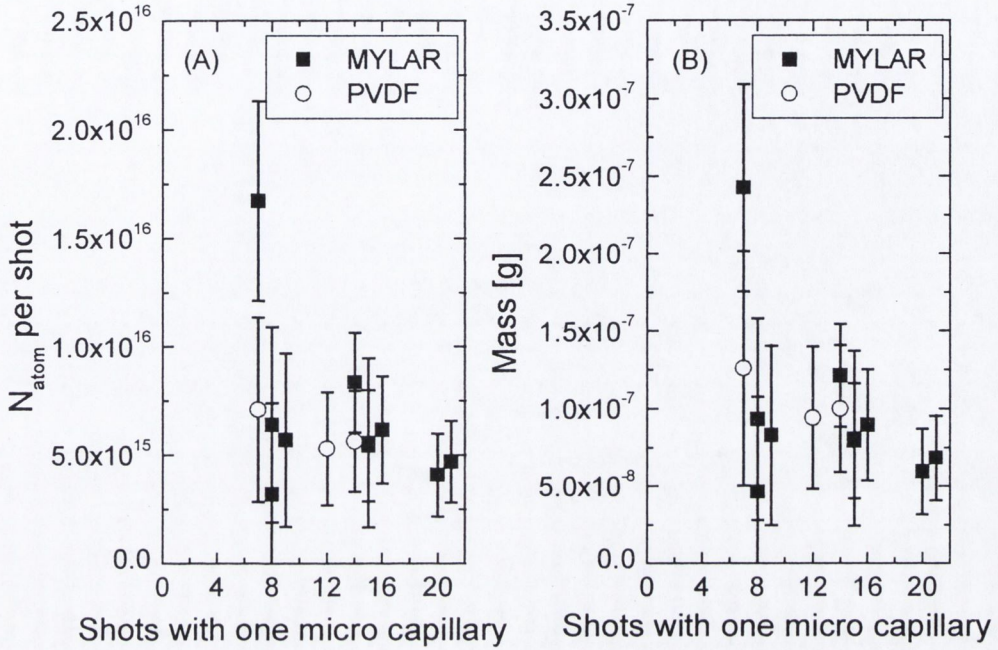 2.5x10^16
2.0x10^16
1.5x10^16
1.0x10^16
5.0x10^15
0.0
N_atom per shot
(A)
MYLAR
PVDF
0 4 8 12 16 20
Shots with one micro capillary
3.5x10^-7
3.0x10^-7
2.5x10^-7
2.0x10^-7
1.5x10^-7
1.0x10^-7
5.0x10^-8
0.0
Mass [g]
(B)
MYLAR
PVDF
0 4 8 12 16 20
Shots with one micro capillary